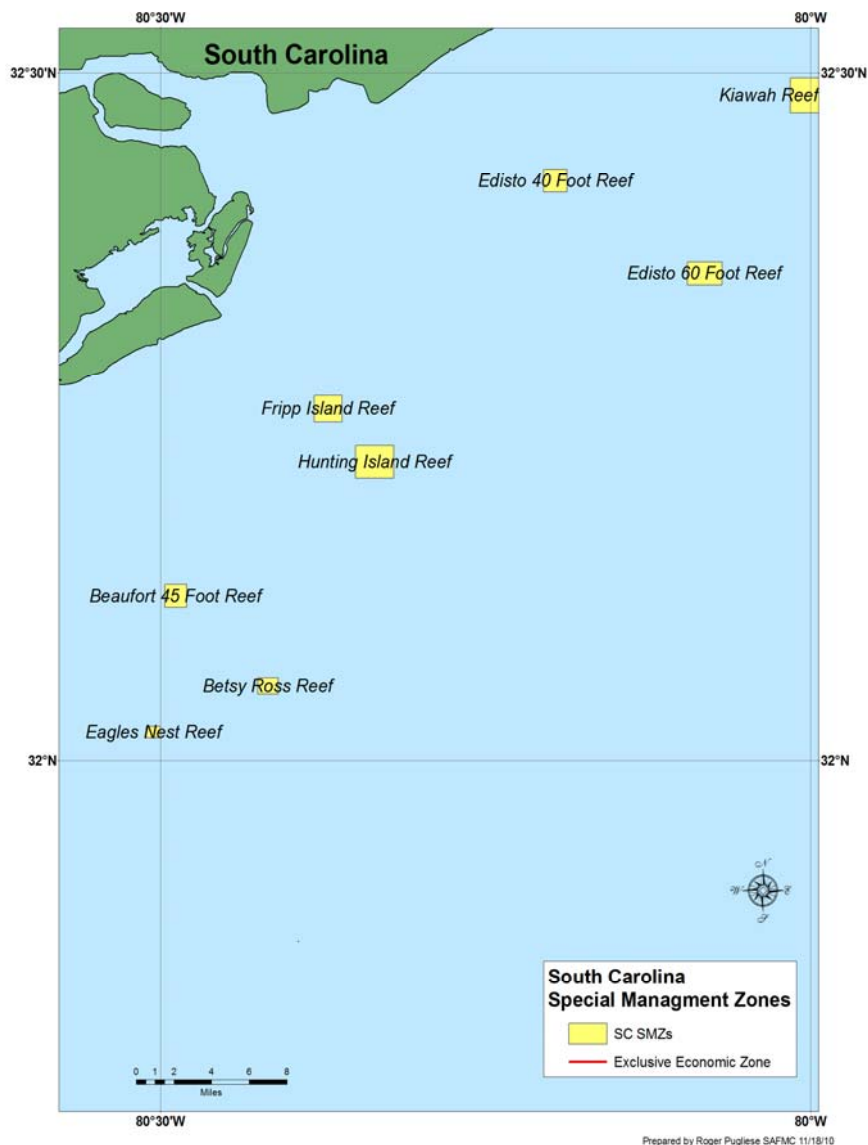 80°30'W
80°W
South Carolina
32°30'N
32°30'N
Kiawah Reef
Edisto 40 Foot Reef
Edisto 60 Foot Reef
Fripp Island Reef
Hunting Island Reef
Beaufort 45 Foot Reef
Betsy Ross Reef
Eagles Nest Reef
32°N
32°N
N
W
E
S
South Carolina
Special Managment Zones
SC SMZs
Exclusive Economic Zone
0 1 2 4 6 8
Miles
80°30'W
80°W
Prepared by Roger Pugliese SAFMC 11/18/10